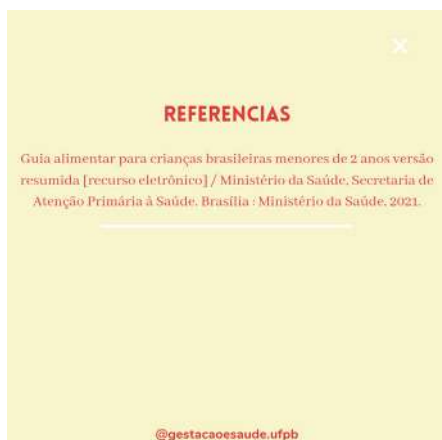 REFERENCIAS
Guia alimentar para crianças brasileiras menores de 2 anos versão
resumida [recurso eletrônico] / Ministério da Saúde, Secretaria de
Atenção Primária à Saúde. Brasília : Ministério da Saúde, 2021.
@gestacaoesaude.ufpb